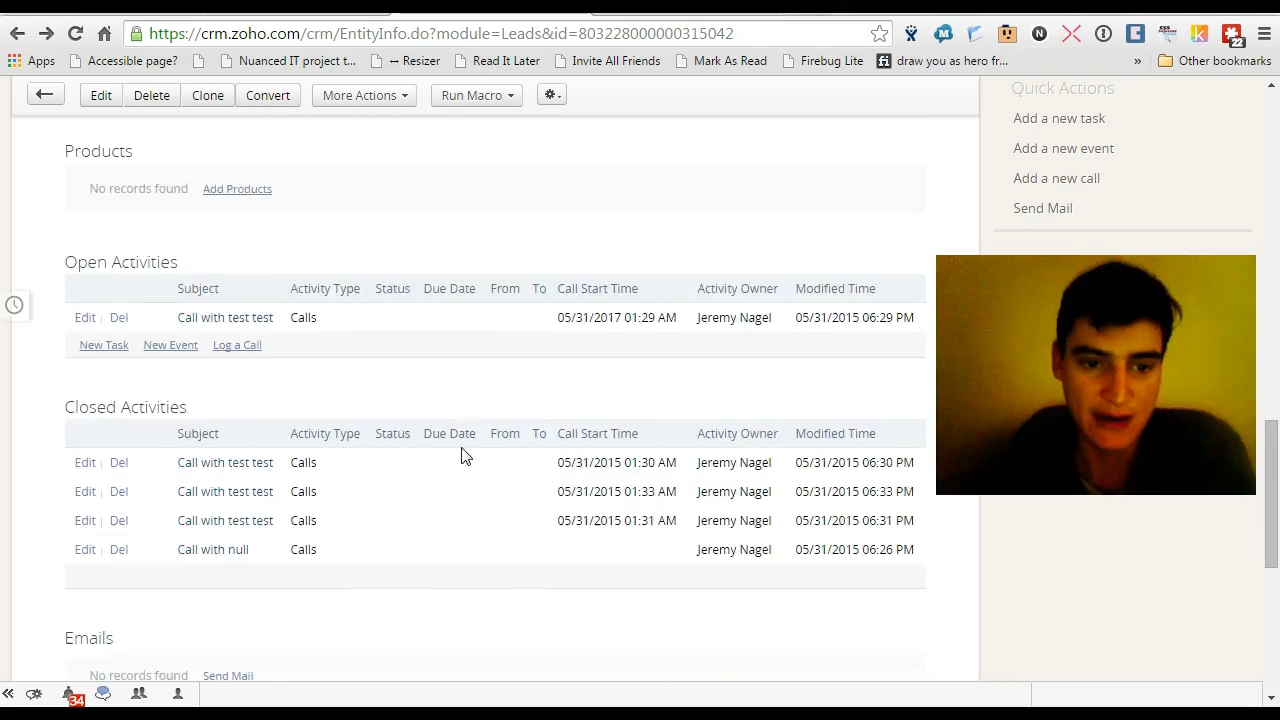 https://crm.zoho.com/crm/EntityInfo.do?module=Leads&id=803228000000315042
22
Apps Accessible page? Nuanced IT project t... ↔ Resizer Read It Later Invite All Friends Mark As Read Firebug Lite draw you as hero fr... » Other bookmarks
Edit Delete Clone Convert More Actions Run Macro
Quick Actions
Add a new task
Add a new event
Add a new call
Send Mail
Products
No records found Add Products
Open Activities
Subject Activity Type Status Due Date From To Call Start Time Activity Owner Modified Time
Edit | Del Call with test test Calls 05/31/2017 01:29 AM Jeremy Nagel 05/31/2015 06:29 PM
New Task New Event Log a Call
Closed Activities
Subject Activity Type Status Due Date From To Call Start Time Activity Owner Modified Time
Edit | Del Call with test test Calls 05/31/2015 01:30 AM Jeremy Nagel 05/31/2015 06:30 PM
Edit | Del Call with test test Calls 05/31/2015 01:33 AM Jeremy Nagel 05/31/2015 06:33 PM
Edit | Del Call with test test Calls 05/31/2015 01:31 AM Jeremy Nagel 05/31/2015 06:31 PM
Edit | Del Call with null Calls Jeremy Nagel 05/31/2015 06:26 PM
Emails
No records found Send Mail
34